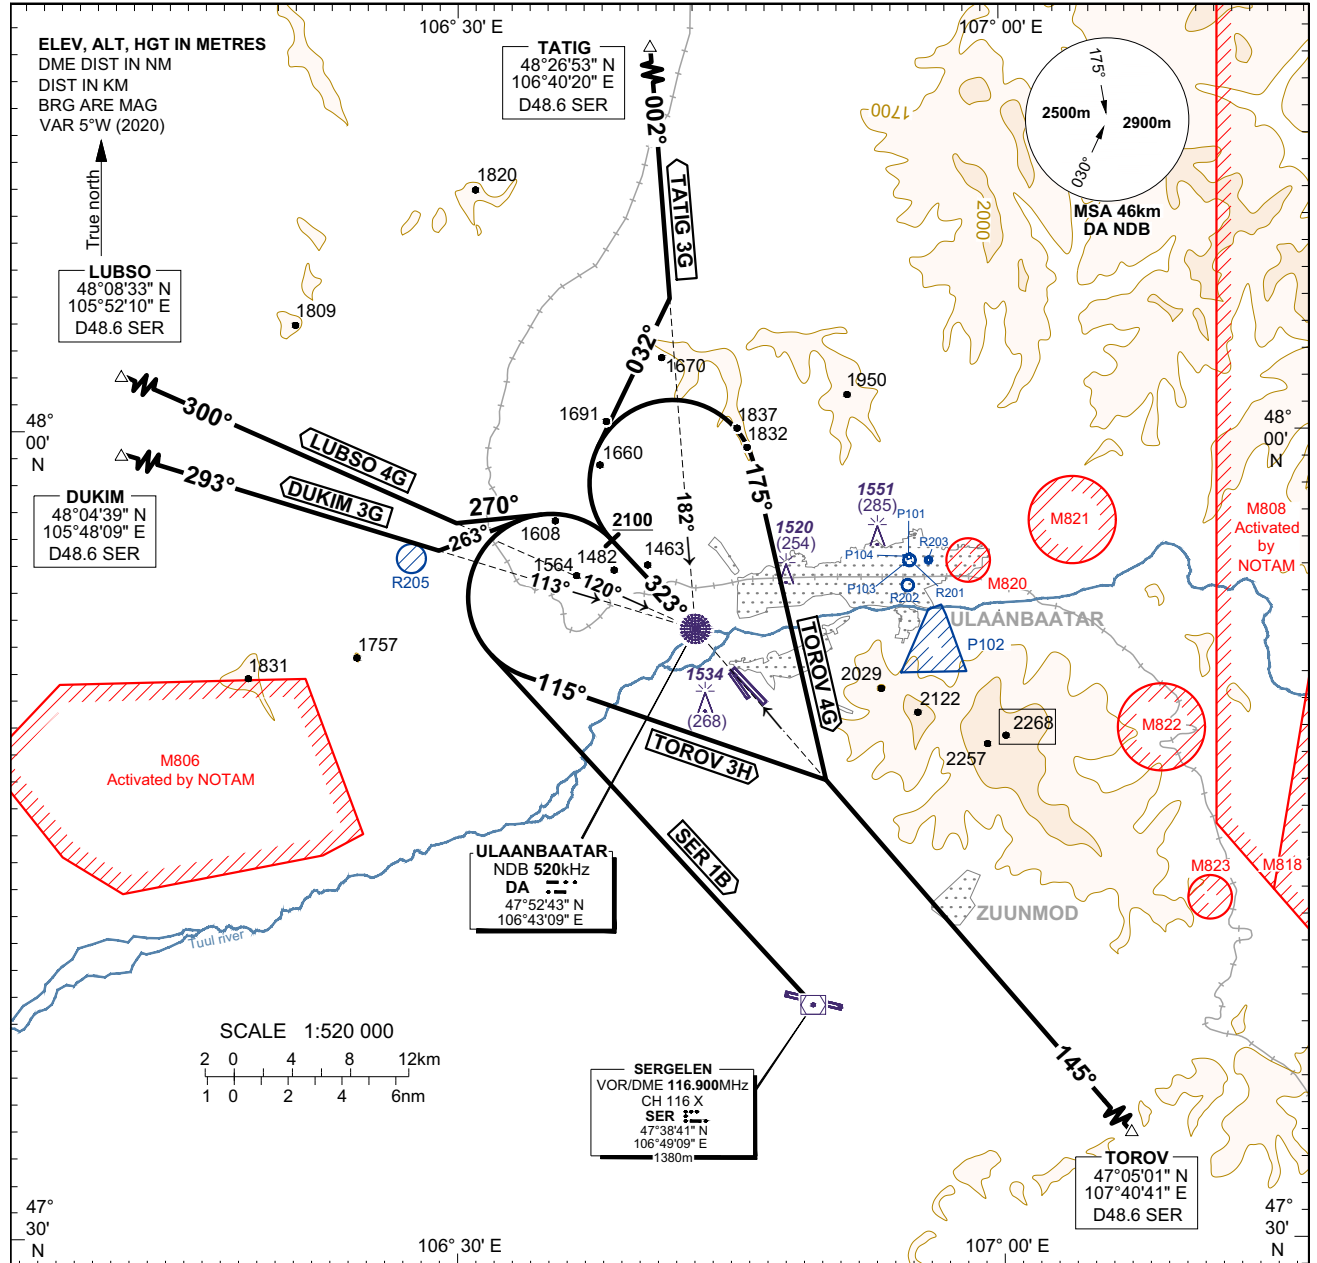 106° 30' E
107° 00' E
ELEV, ALT, HGT IN METRES
DME DIST IN NM
DIST IN KM
BRG ARE MAG
VAR 5°W (2020)
True north
TATIG
48°26'53" N
106°40'20" E
D48.6 SER
002°
TATIG 3G
1700
2000
175°
2500m
2900m
030°
MSA 46km
DA NDB
1820
LUBSO
48°08'33" N
105°52'10" E
D48.6 SER
1809
032°
1670
1950
300°
LUBSO 4G
1691
1837
1832
1660
48°
00'
N
48°
00'
N
293°
DUKIM 3G
270°
263°
175°
182°
DUKIM
48°04'39" N
105°48'09" E
D48.6 SER
R205
1608
2100
1564
1482
1463
113°
120°
323°
1551
(285)
1520
(254)
P101
P104
R203
P103
R202
R201
M820
M821
M808
Activated
by
NOTAM
ULAANBAATAR
P102
1757
1831
115°
1534
(268)
TOROV 4G
2029
2122
2268
2257
M822
M806
Activated by NOTAM
TOROV 3H
SER 1B
M823
M818
ULAANBAATAR
NDB 520kHz
DA
47°52'43" N
106°43'09" E
ZUUNMOD
Tuul river
SCALE 1:520 000
2 0 4 8 12km
1 0 2 4 6nm
145°
SERGELEN
VOR/DME 116.900MHz
CH 116 X
SER
47°38'41" N
106°49'09" E
1380m
TOROV
47°05'01" N
107°40'41" E
D48.6 SER
47°
30'
N
47°
30'
N
106° 30' E
107° 00' E